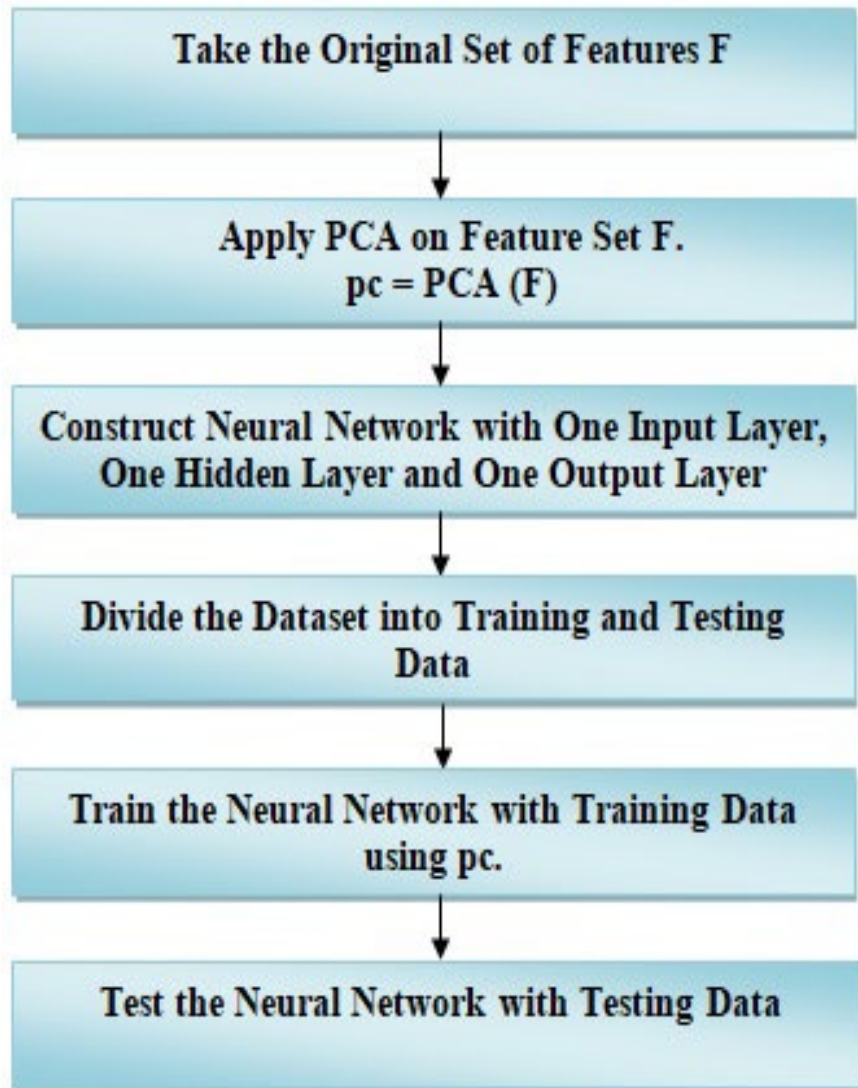 Take the Original Set of Features F
Apply PCA on Feature Set F.
pc = PCA (F)
Construct Neural Network with One Input Layer,
One Hidden Layer and One Output Layer
Divide the Dataset into Training and Testing
Data
Train the Neural Network with Training Data
using pc.
Test the Neural Network with Testing Data